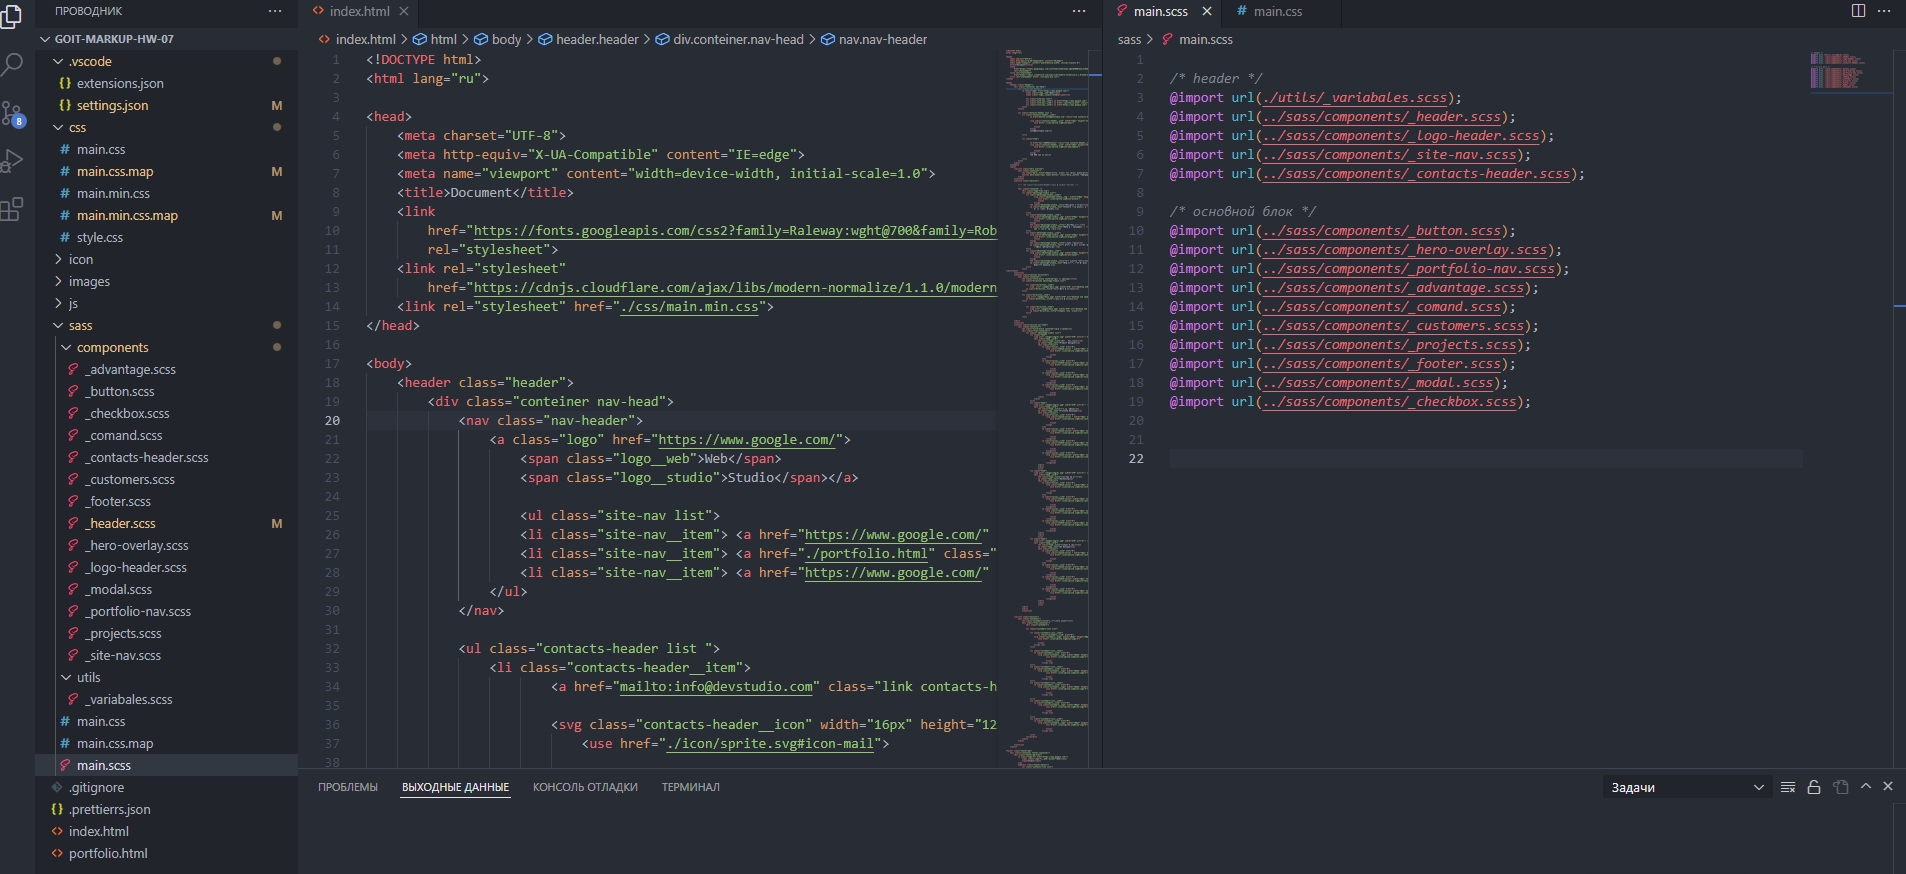 ПРОВОДНИК
GOIT-MARKUP-HW-07
.vscode
extensions.json
settings.json M
css
main.css
main.css.map M
main.min.css
main.min.css.map M
style.css
icon
images
js
sass
components
_advantage.scss
_button.scss
_checkbox.scss
_comand.scss
_contacts-header.scss
_customers.scss
_footer.scss
_header.scss M
_hero-overlay.scss
_logo-header.scss
_modal.scss
_portfolio-nav.scss
_projects.scss
_site-nav.scss
utils
_variabales.scss
main.css
main.css.map
main.scss
.gitignore
.prettierrs.json
index.html
portfolio.html
8
index.html
index.html > html > body > header.header > div.conteiner.nav-head > nav.nav-header
1 <!DOCTYPE html>
2 <html lang="ru">
3
4 <head>
5 <meta charset="UTF-8">
6 <meta http-equiv="X-UA-Compatible" content="IE=edge">
7 <meta name="viewport" content="width=device-width, initial-scale=1.0">
8 <title>Document</title>
9 <link
10 href="https://fonts.googleapis.com/css2?family=Raleway:wght@700&family=Rob
11 rel="stylesheet">
12 <link rel="stylesheet"
13 href="https://cdnjs.cloudflare.com/ajax/libs/modern-normalize/1.1.0/modern
14 <link rel="stylesheet" href="./css/main.min.css">
15 </head>
16
17 <body>
18 <header class="header">
19 <div class="conteiner nav-head">
20 <nav class="nav-header">
21 <a class="logo" href="https://www.google.com/">
22 <span class="logo__web">Web</span>
23 <span class="logo__studio">Studio</span></a>
24
25 <ul class="site-nav list">
26 <li class="site-nav__item"> <a href="https://www.google.com/"
27 <li class="site-nav__item"> <a href="./portfolio.html" class="
28 <li class="site-nav__item"> <a href="https://www.google.com/"
29 </ul>
30 </nav>
31
32 <ul class="contacts-header list ">
33 <li class="contacts-header__item">
34 <a href="mailto:info@devstudio.com" class="link contacts-h
35
36 <svg class="contacts-header__icon" width="16px" height="12
37 <use href="./icon/sprite.svg#icon-mail">
38
main.scss
main.css
sass > main.scss
1
2 /* header */
3 @import url(./utils/_variabales.scss);
4 @import url(../sass/components/_header.scss);
5 @import url(../sass/components/_logo-header.scss);
6 @import url(../sass/components/_site-nav.scss);
7 @import url(../sass/components/_contacts-header.scss);
8
9 /* основной блок */
10 @import url(../sass/components/_button.scss);
11 @import url(../sass/components/_hero-overlay.scss);
12 @import url(../sass/components/_portfolio-nav.scss);
13 @import url(../sass/components/_advantage.scss);
14 @import url(../sass/components/_comand.scss);
15 @import url(../sass/components/_customers.scss);
16 @import url(../sass/components/_projects.scss);
17 @import url(../sass/components/_footer.scss);
18 @import url(../sass/components/_modal.scss);
19 @import url(../sass/components/_checkbox.scss);
20
21
22
ПРОБЛЕМЫ ВЫХОДНЫЕ ДАННЫЕ КОНСОЛЬ ОТЛАДКИ ТЕРМИНАЛ
Задачи